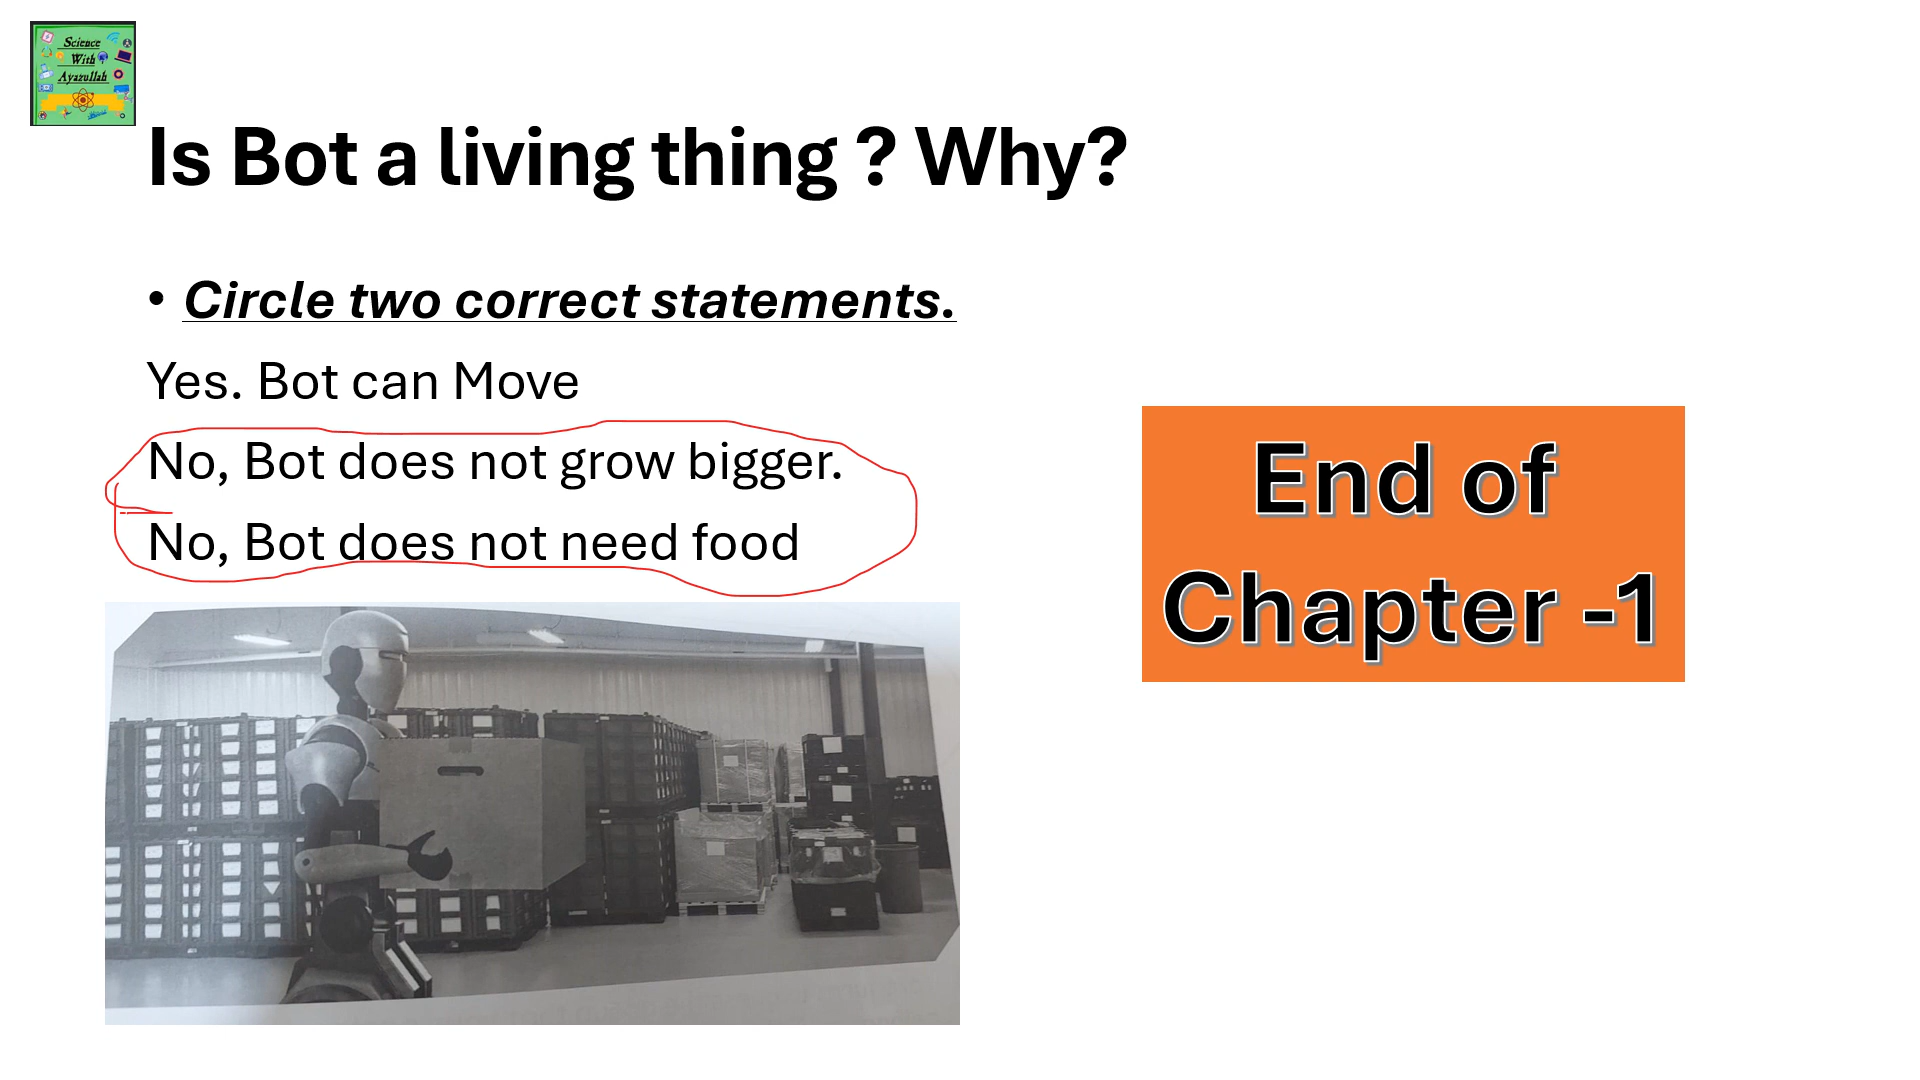 Science
With
Ayazullah
Is Bot a living thing ? Why?
• Circle two correct statements.
Yes. Bot can Move
No, Bot does not grow bigger.
No, Bot does not need food
End of
Chapter -1